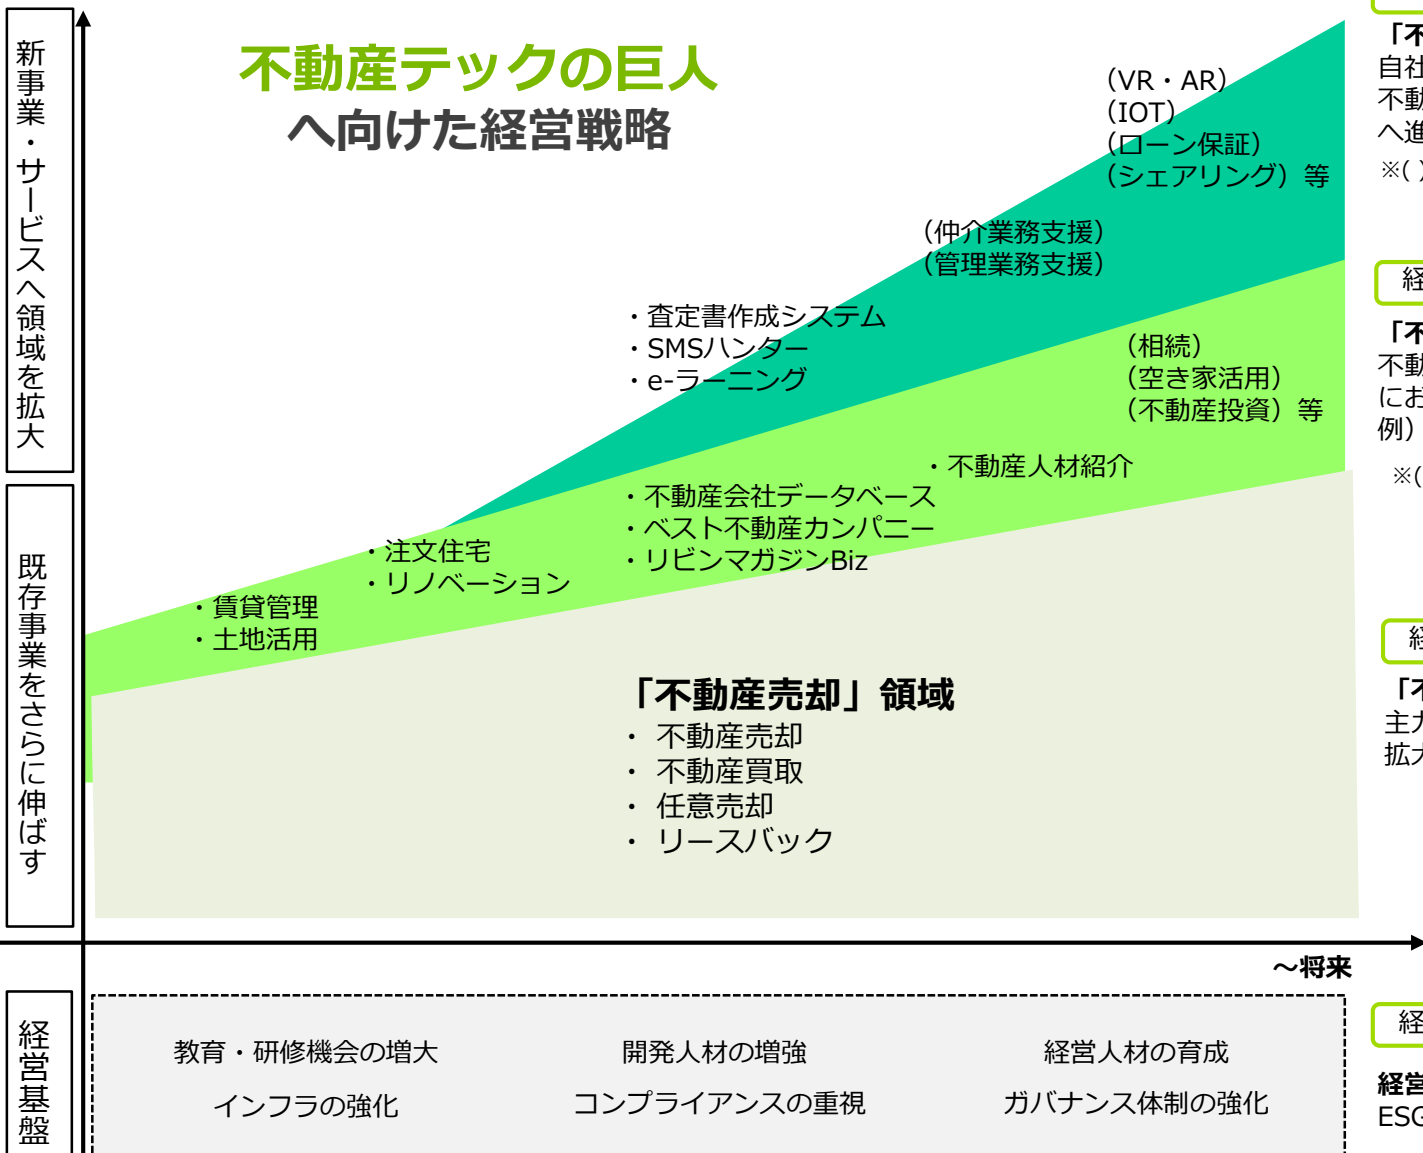 新事業・サービスへ領域を拡大
既存事業をさらに伸ばす
経営基盤
不動産テックの巨人
へ向けた経営戦略
（VR・AR）
（IOT）
（ローン保証）
（シェアリング）等
（仲介業務支援）
（管理業務支援）
・査定書作成システム
・SMSハンター
・e-ラーニング
（相続）
（空き家活用）
（不動産投資）等
・不動産人材紹介
・不動産会社データベース
・ベスト不動産カンパニー
・リビンマガジンBiz
・注文住宅
・リノベーション
・賃貸管理
・土地活用
「不動産売却」領域
・ 不動産売却
・ 不動産買取
・ 任意売却
・ リースバック
～将来
教育・研修機会の増大
開発人材の増強
経営人材の育成
インフラの強化
コンプライアンスの重視
ガバナンス体制の強化
「不
自社
不動
へ進
※( )
経
「不
不動
にお
例）
※(
経
「不
主力
拡大
経
経営
ESG